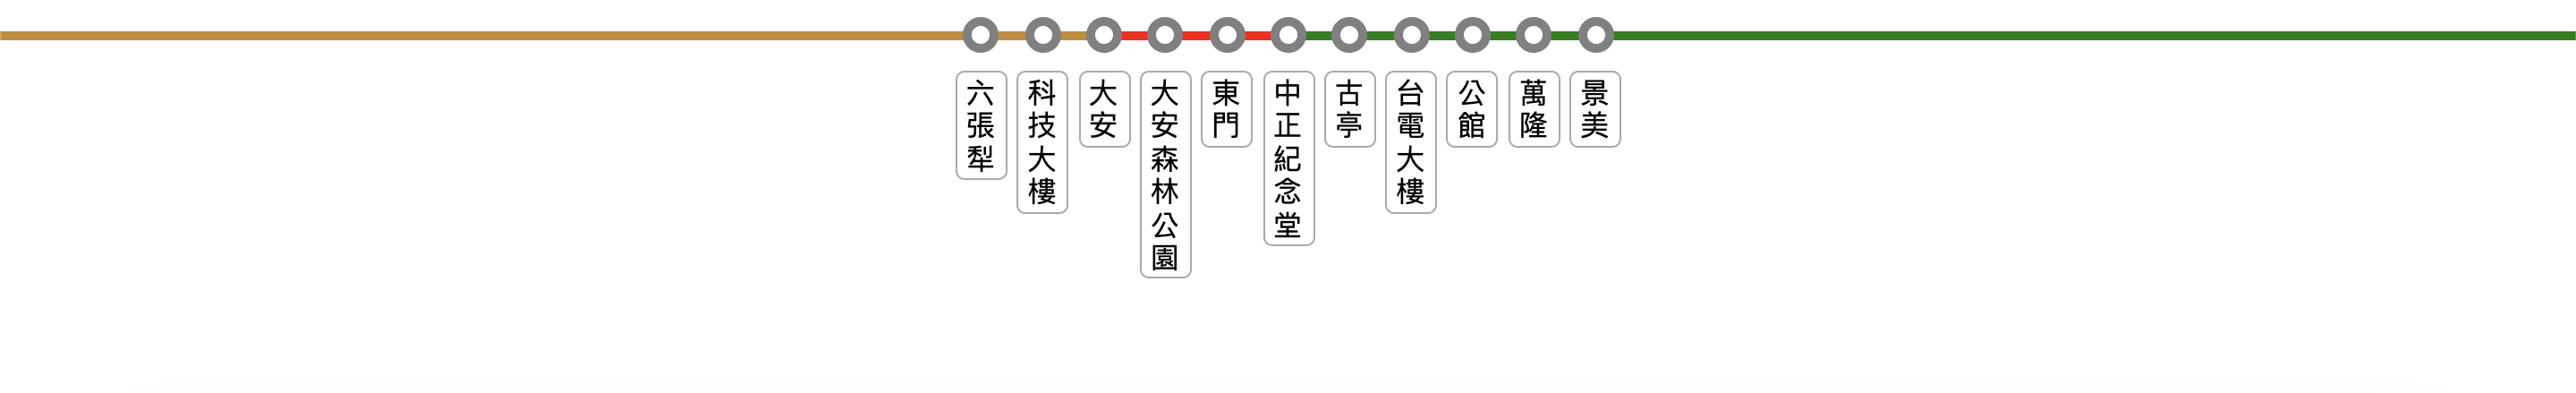 六張犁
科技大樓
大安
大安森林公園
東門
中正紀念堂
古亭
台電大樓
公館
萬隆
景美